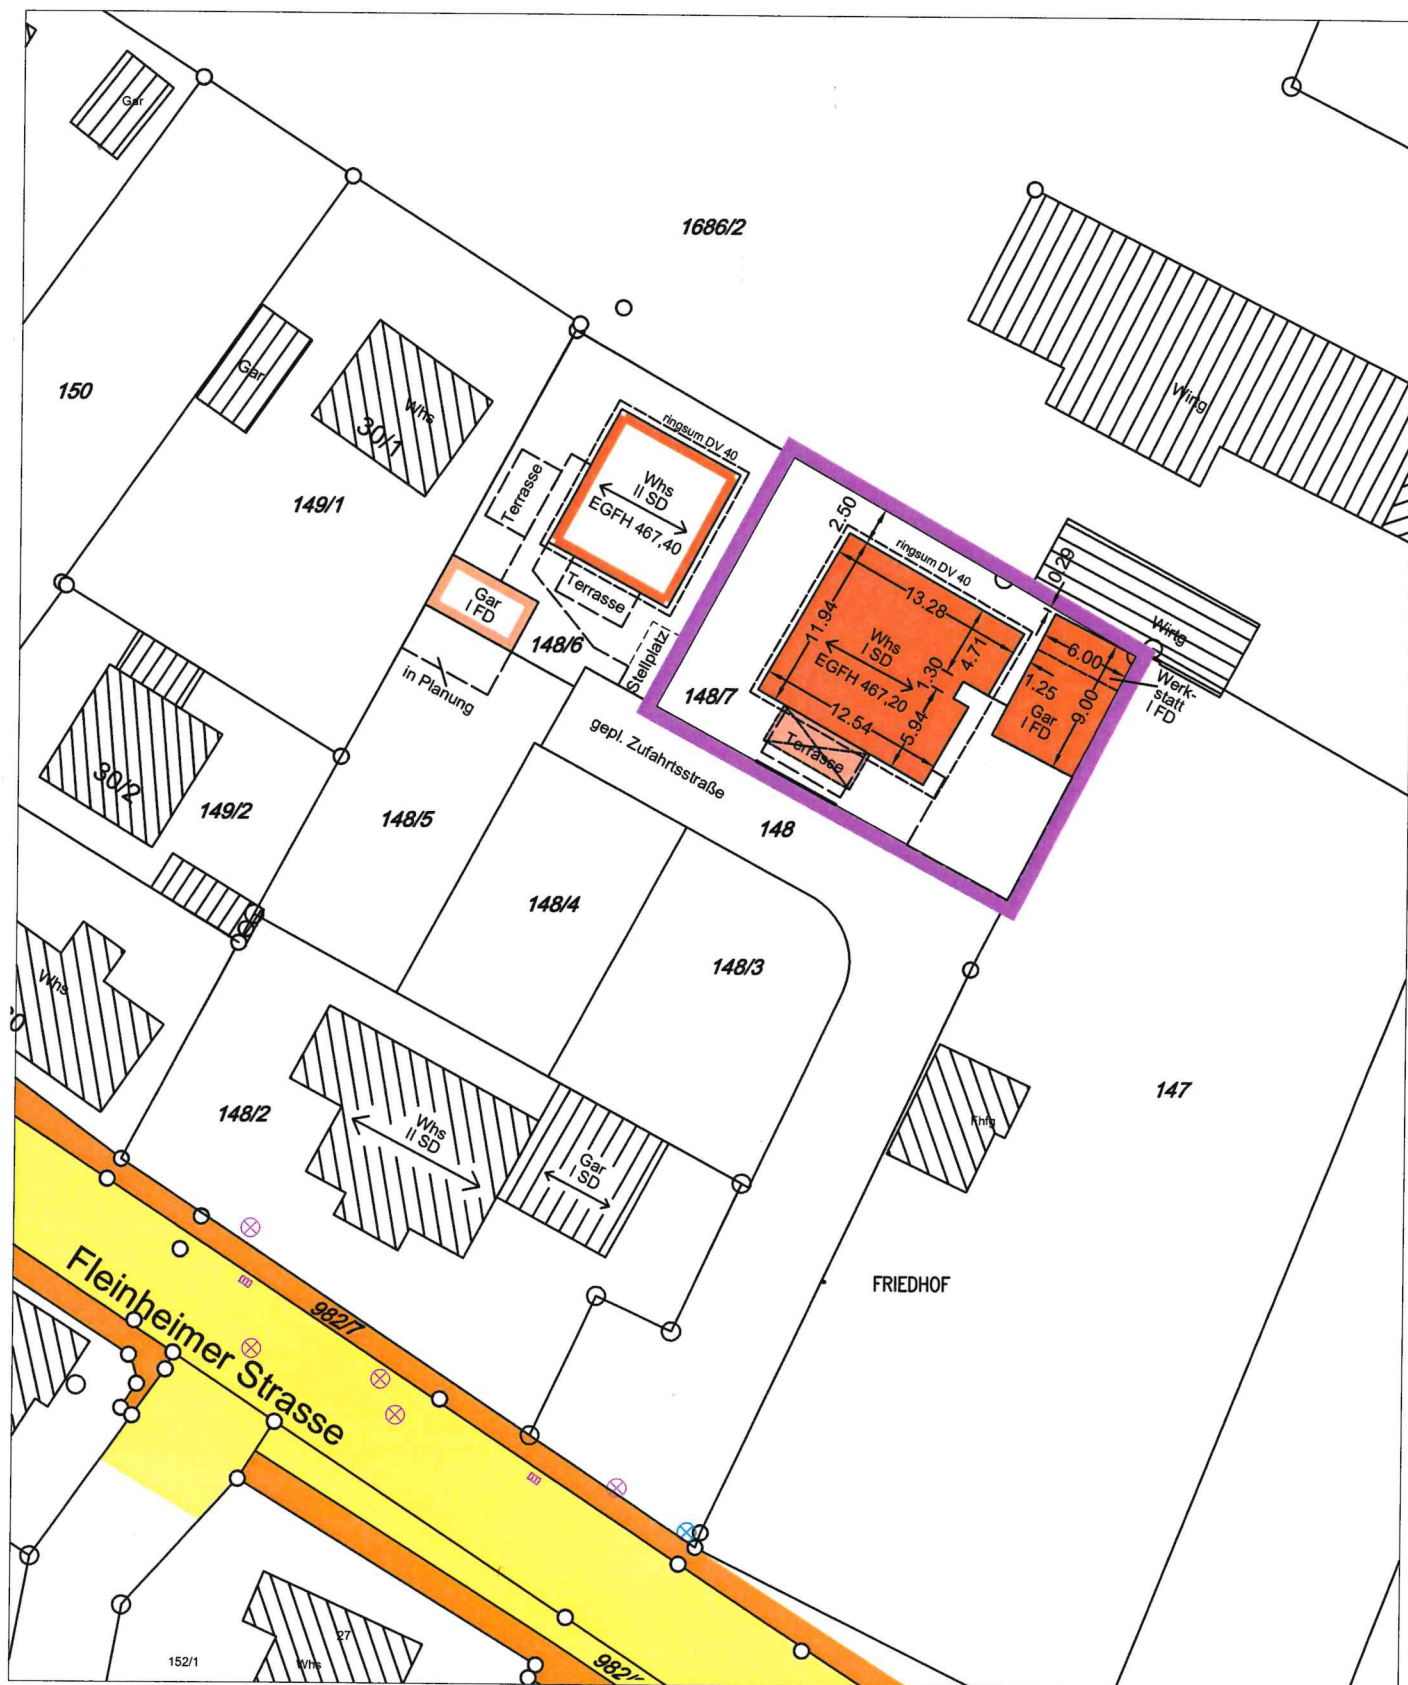 Gar
1686/2
Wirtg
150
Gar
Whs
30/1
149/1
ringsum DV 40
Whs
II SD
EGFH 467,40
Terrasse
Terrasse
Gar
I FD
148/6
Stellplatz
in Planung
2.50
ringsum DV 40
13.28
11.94
Whs
I SD
EGFH 467,20
4.71
1.30
12.54
5.94
Terrasse
148/7
0.29
Wirtg
6.00
1.25
9.00
Gar
I FD
Werk-
statt
I FD
gepl. Zufahrtsstraße
148
30/2
149/2
148/5
148/4
148/3
Whs
148/2
Whs
II SD
Gar
I SD
147
Fhfg
FRIEDHOF
Fleinheimer Strasse
982/7
152/1
27
Whs